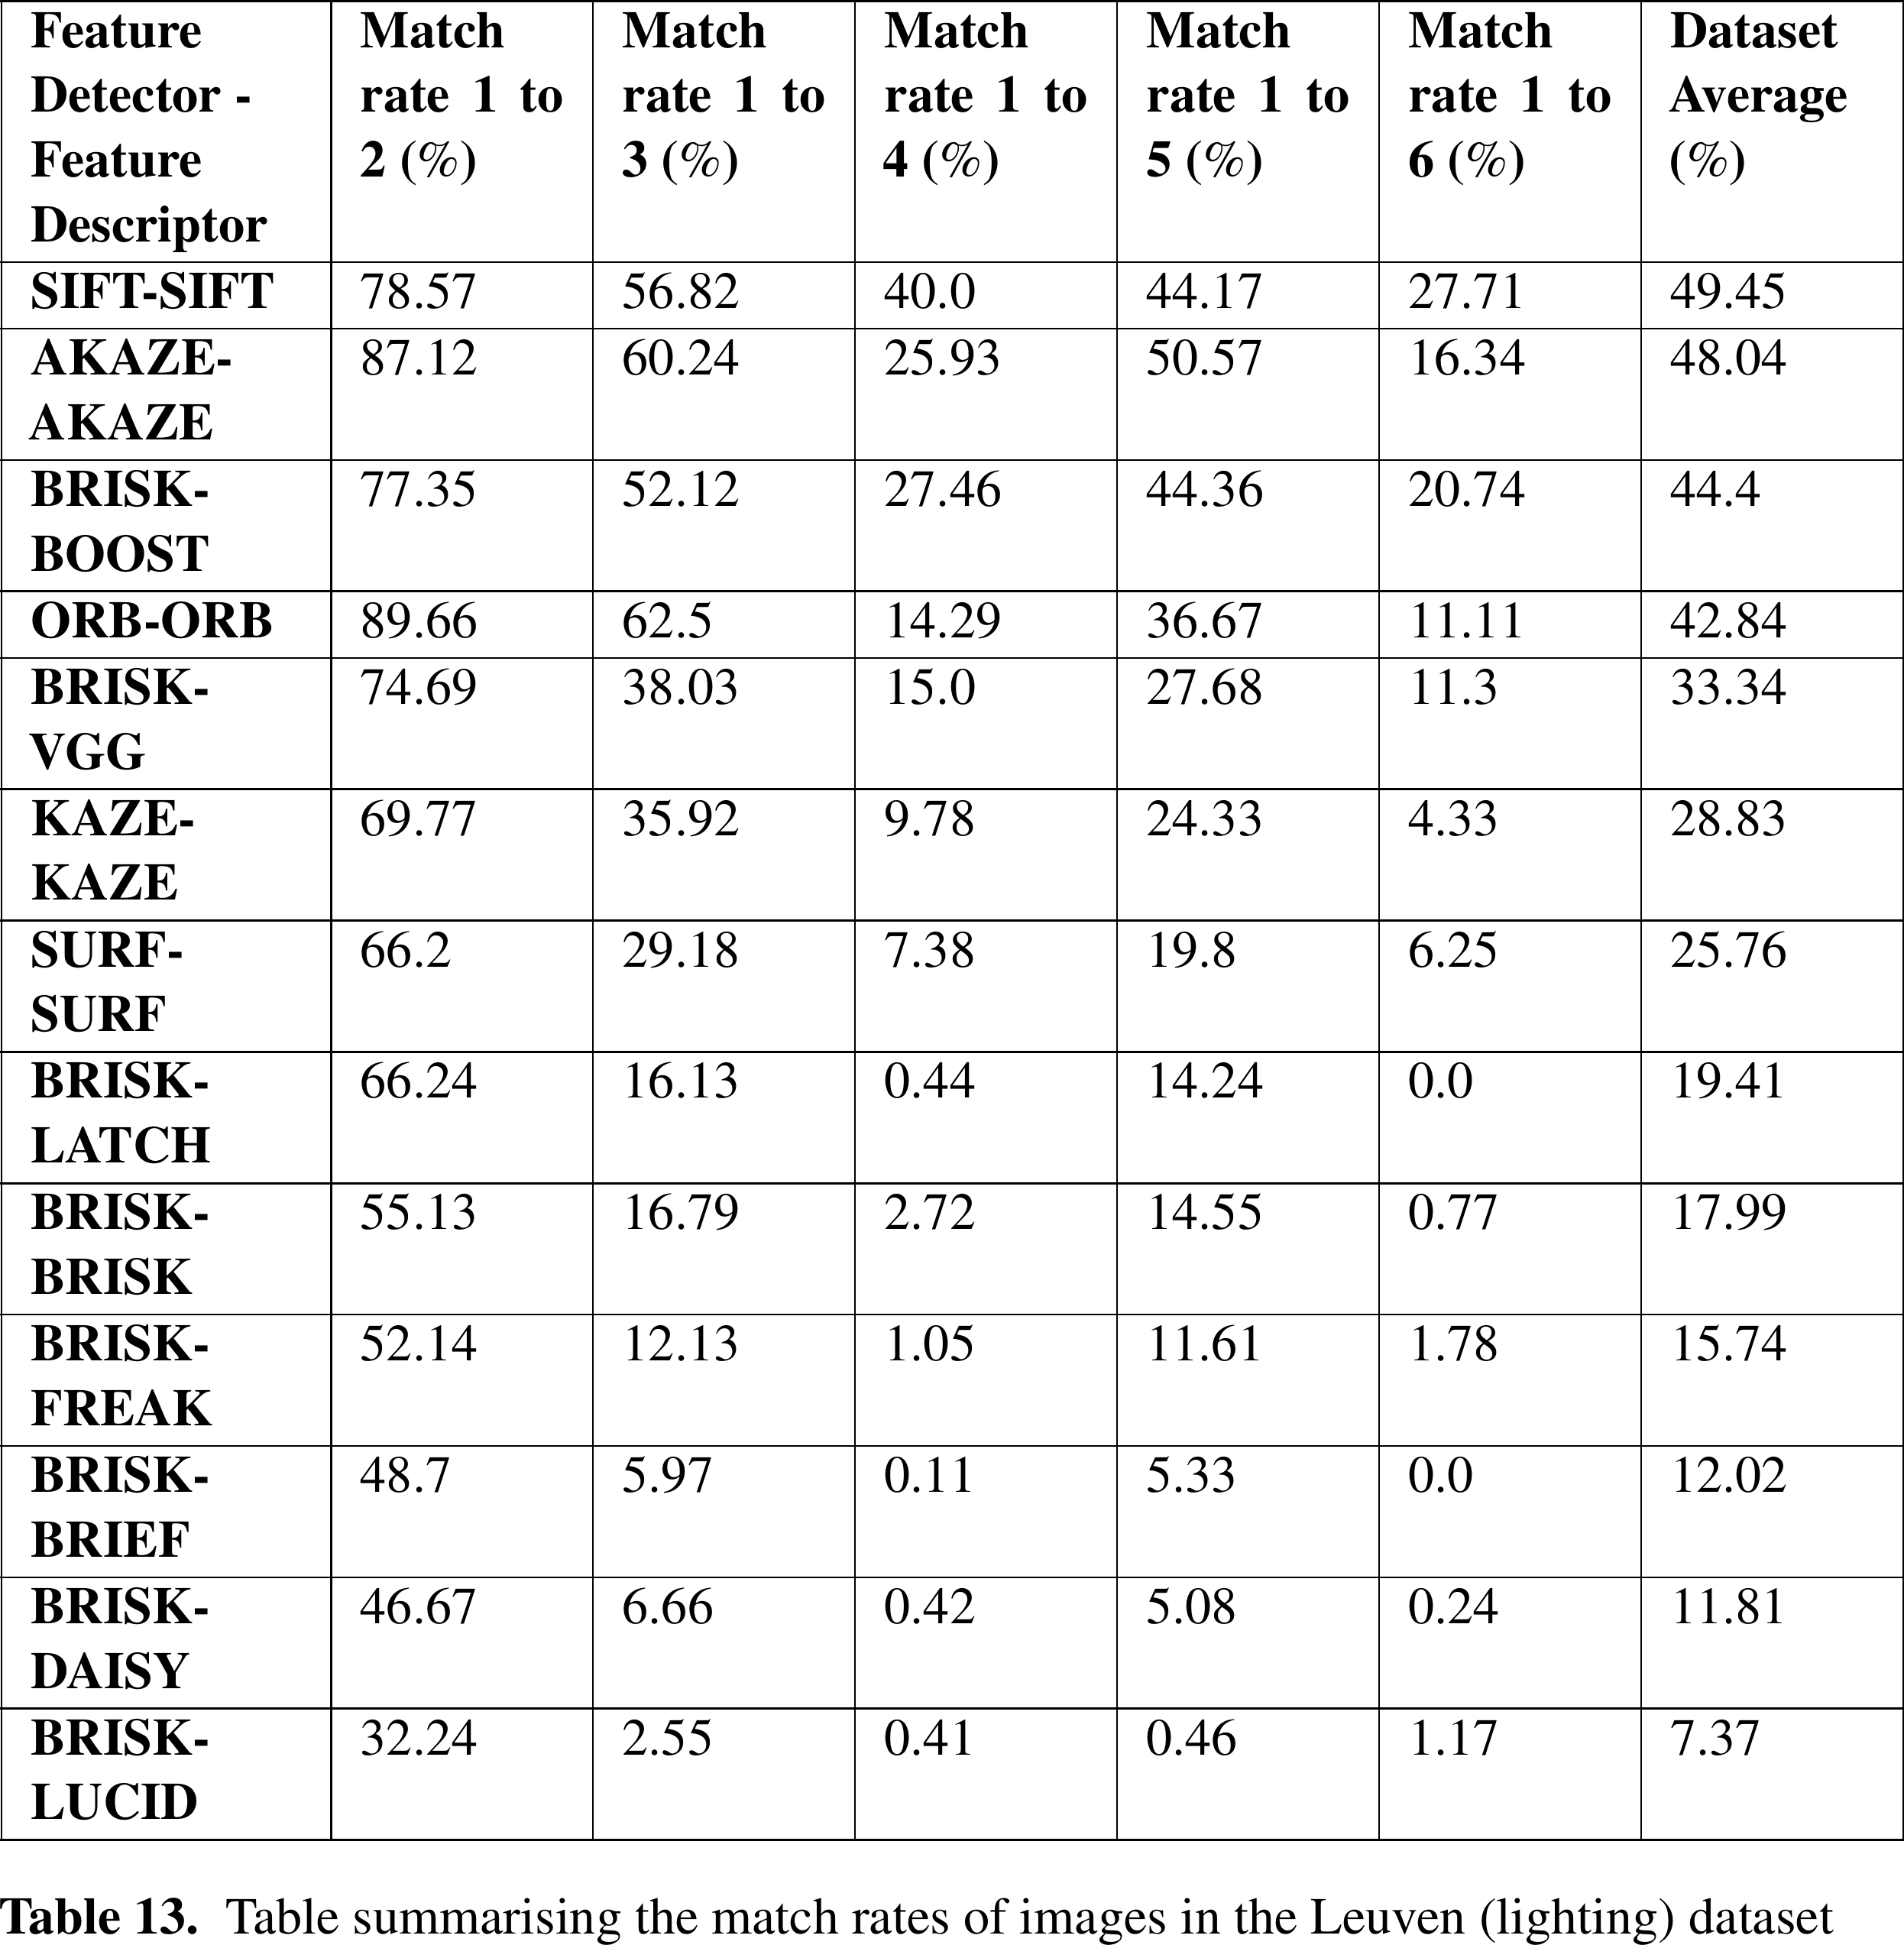 Feature Detector - Feature Descriptor Match rate 1 to 2 (%) Match rate 1 to 3 (%) Match rate 1 to 4 (%) Match rate 1 to 5 (%) Match rate 1 to 6 (%) Dataset Average (%)
SIFT-SIFT 78.57 56.82 40.0 44.17 27.71 49.45
AKAZE-AKAZE 87.12 60.24 25.93 50.57 16.34 48.04
BRISK-BOOST 77.35 52.12 27.46 44.36 20.74 44.4
ORB-ORB 89.66 62.5 14.29 36.67 11.11 42.84
BRISK-VGG 74.69 38.03 15.0 27.68 11.3 33.34
KAZE-KAZE 69.77 35.92 9.78 24.33 4.33 28.83
SURF-SURF 66.2 29.18 7.38 19.8 6.25 25.76
BRISK-LATCH 66.24 16.13 0.44 14.24 0.0 19.41
BRISK-BRISK 55.13 16.79 2.72 14.55 0.77 17.99
BRISK-FREAK 52.14 12.13 1.05 11.61 1.78 15.74
BRISK-BRIEF 48.7 5.97 0.11 5.33 0.0 12.02
BRISK-DAISY 46.67 6.66 0.42 5.08 0.24 11.81
BRISK-LUCID 32.24 2.55 0.41 0.46 1.17 7.37
Table 13. Table summarising the match rates of images in the Leuven (lighting) dataset